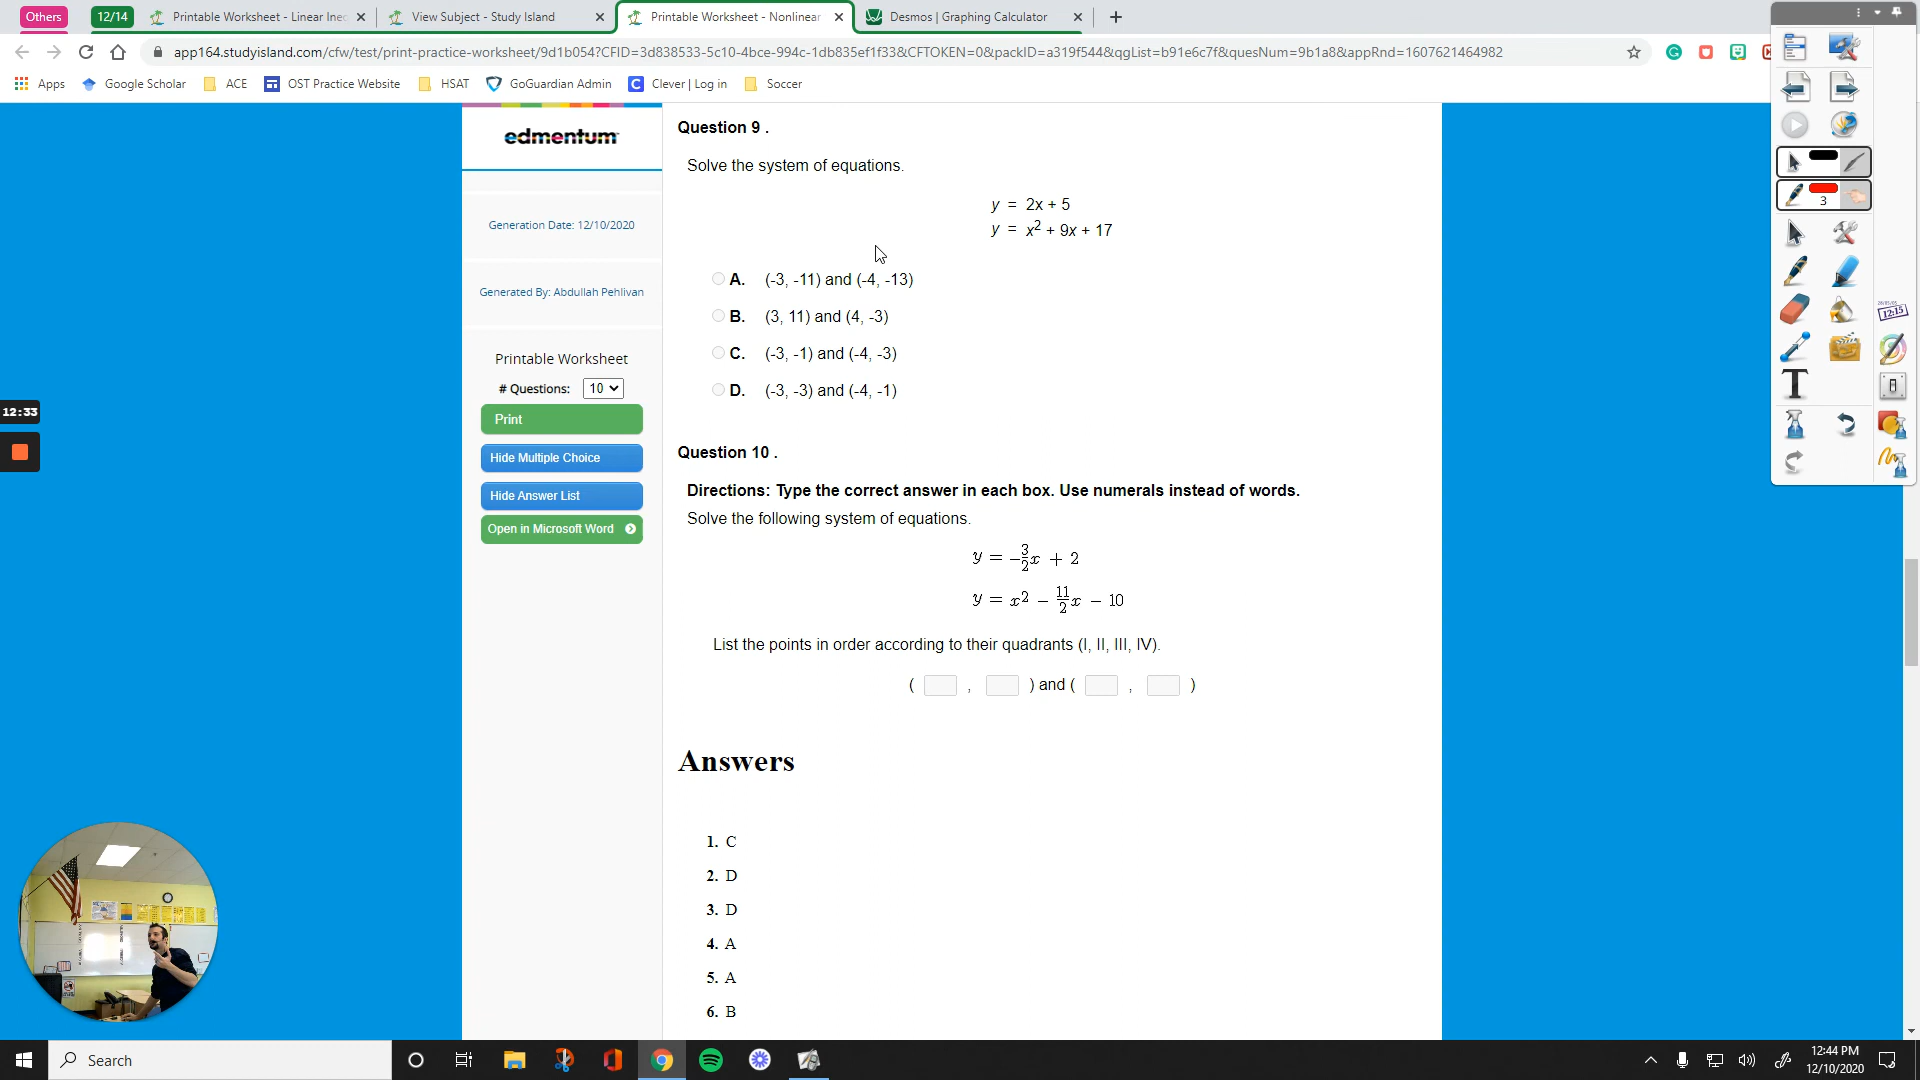 Others
12/14
Printable Worksheet - Linear Ine
View Subject - Study Island
Printable Worksheet - Nonlinear
Desmos | Graphing Calculator
app164.studyisland.com/cfw/test/print-practice-worksheet/9d1b054?CFID=3d838533-5c10-4bce-994c-1db835ef1f33&CFTOKEN=0&packID=a319f544&qgList=b91e6c7f&quesNum=9b1a8&appRnd=1607621464982
Apps
Google Scholar
ACE
OST Practice Website
HSAT
GoGuardian Admin
Clever | Log in
Soccer
edmentum
Generation Date: 12/10/2020
Generated By: Abdullah Pehlivan
Printable Worksheet
# Questions: 10
Print
Hide Multiple Choice
Hide Answer List
Open in Microsoft Word
12:33
Question 9 .
Solve the system of equations.
y = 2x + 5
y = x² + 9x + 17
A. (-3, -11) and (-4, -13)
B. (3, 11) and (4, -3)
C. (-3, -1) and (-4, -3)
D. (-3, -3) and (-4, -1)
Question 10 .
Directions: Type the correct answer in each box. Use numerals instead of words.
Solve the following system of equations.
y = -3/2x + 2
y = x² - 11/2x - 10
List the points in order according to their quadrants (I, II, III, IV).
( , ) and ( , )
Answers
1. C
2. D
3. D
4. A
5. A
6. B
3
12:15
T
Search
12:44 PM
12/10/2020